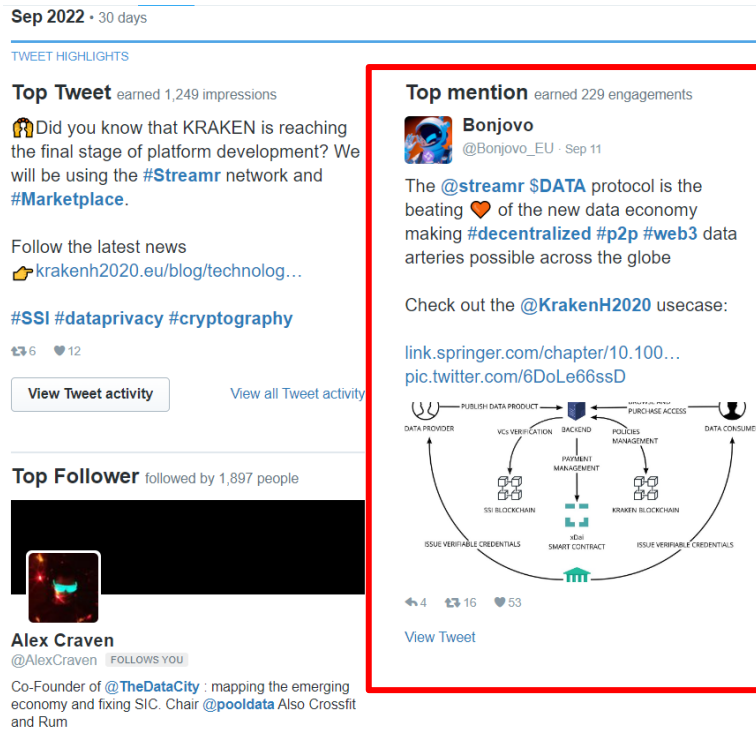 Sep 2022 • 30 days
TWEET HIGHLIGHTS
Top Tweet earned 1,249 impressions
Did you know that KRAKEN is reaching
the final stage of platform development? We
will be using the #Streamr network and
#Marketplace.
Follow the latest news
krakenh2020.eu/blog/technolog…
#SSI #dataprivacy #cryptography
6 12
View Tweet activity
View all Tweet activity
Top Follower followed by 1,897 people
Alex Craven
@AlexCraven FOLLOWS YOU
Co-Founder of @TheDataCity : mapping the emerging
economy and fixing SIC. Chair @pooldata Also Crossfit
and Rum
Top mention earned 229 engagements
Bonjovo
@Bonjovo_EU · Sep 11
The @streamr $DATA protocol is the
beating of the new data economy
making #decentralized #p2p #web3 data
arteries possible across the globe
Check out the @KrakenH2020 usecase:
link.springer.com/chapter/10.100…
pic.twitter.com/6DoLe66ssD
PUBLISH DATA PRODUCT
BROWSE AND
PURCHASE ACCESS
DATA PROVIDER
BACKEND
DATA CONSUME
VCs VERIFICATION
POLICIES
MANAGEMENT
PAYMENT
MANAGEMENT
SSI BLOCKCHAIN
KRAKEN BLOCKCHAIN
xDai
SMART CONTRACT
ISSUE VERIFIABLE CREDENTIALS
ISSUE VERIFIABLE CREDENTIALS
4 16 53
View Tweet